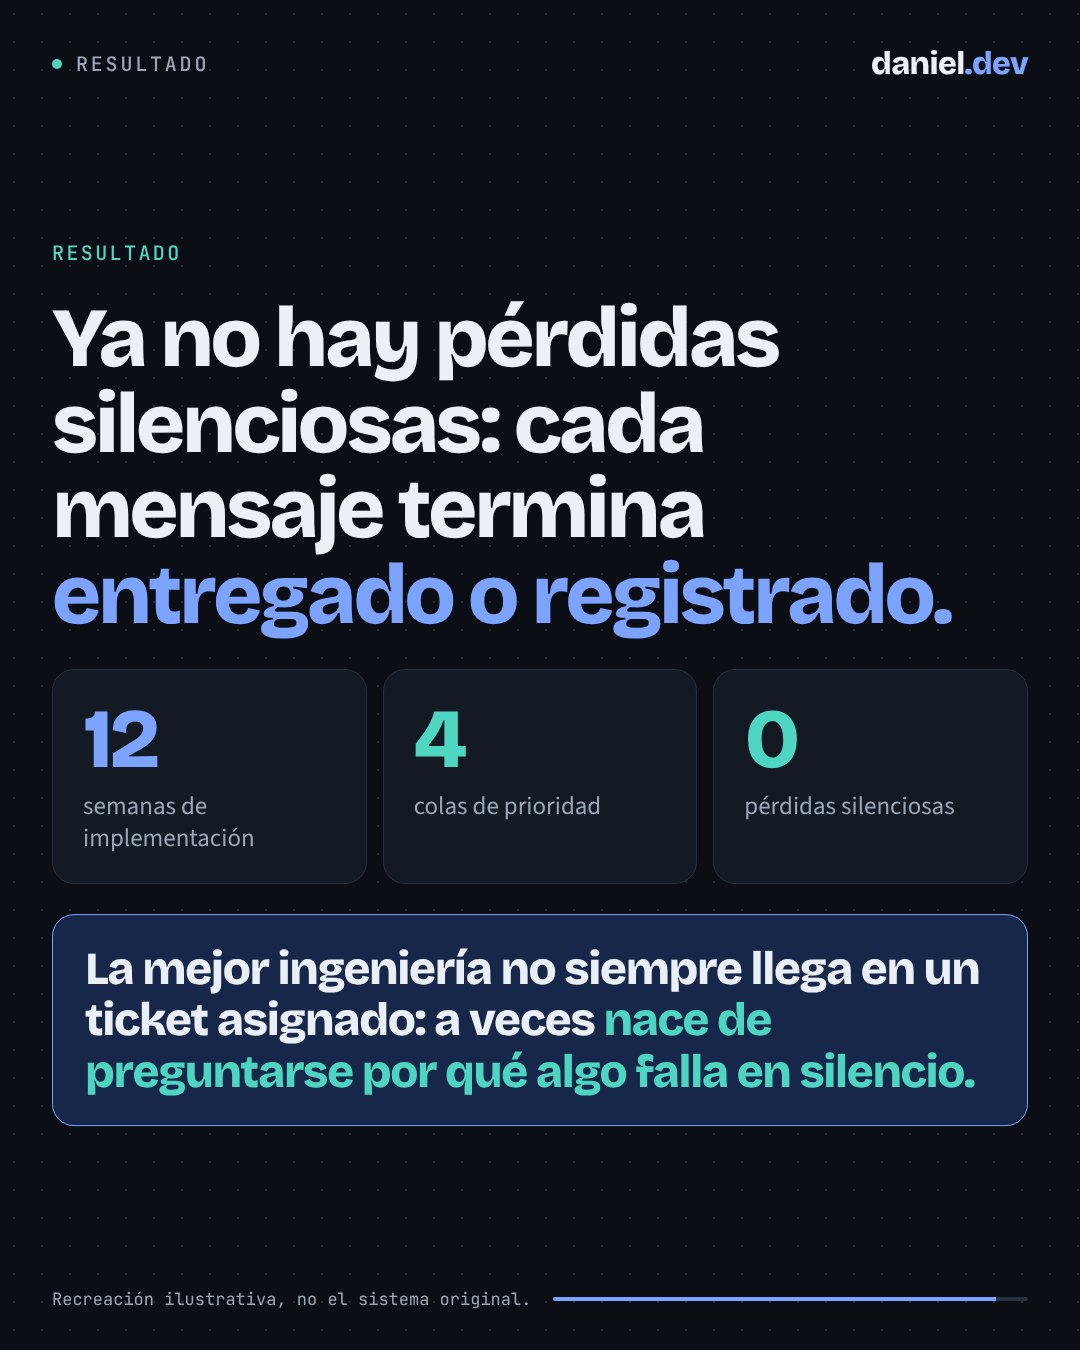 RESULTADO
daniel.dev
RESULTADO
Ya no hay pérdidas
silenciosas: cada
mensaje termina
entregado o registrado.
12
semanas de
implementación
4
colas de prioridad
0
pérdidas silenciosas
La mejor ingeniería no siempre llega en un
ticket asignado: a veces nace de
preguntarse por qué algo falla en silencio.
Recreación ilustrativa, no el sistema original.